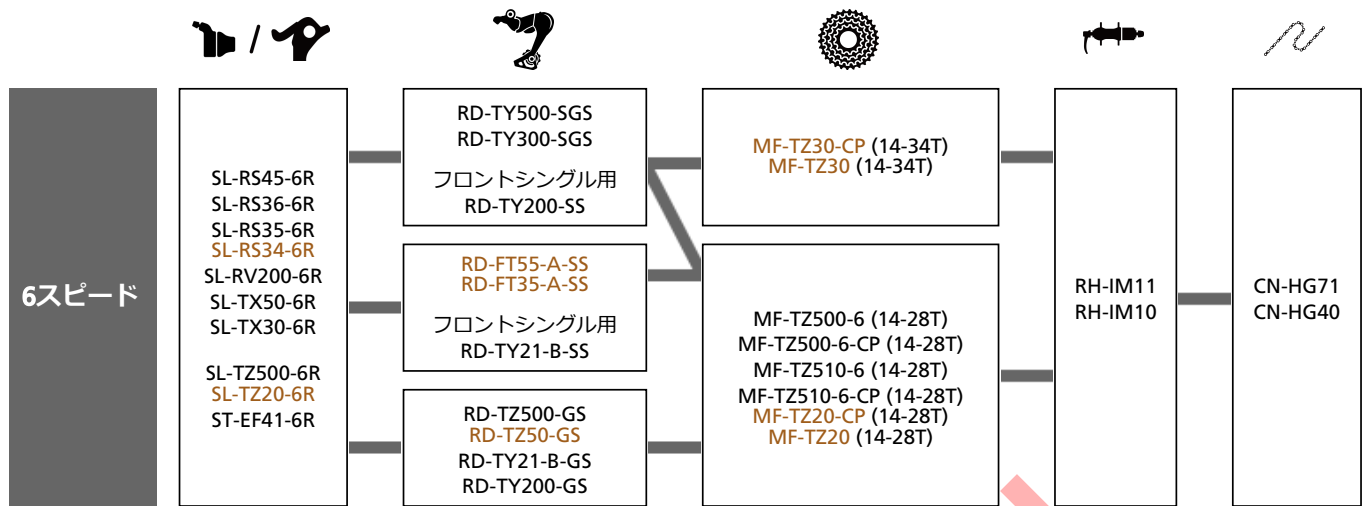 6スピード
SL-RS45-6R
SL-RS36-6R
SL-RS35-6R
SL-RS34-6R
SL-RV200-6R
SL-TX50-6R
SL-TX30-6R
SL-TZ500-6R
SL-TZ20-6R
ST-EF41-6R
RD-TY500-SGS
RD-TY300-SGS
フロントシングル用
RD-TY200-SS
RD-FT55-A-SS
RD-FT35-A-SS
フロントシングル用
RD-TY21-B-SS
RD-TZ500-GS
RD-TZ50-GS
RD-TY21-B-GS
RD-TY200-GS
MF-TZ30-CP (14-34T)
MF-TZ30 (14-34T)
MF-TZ500-6 (14-28T)
MF-TZ500-6-CP (14-28T)
MF-TZ510-6 (14-28T)
MF-TZ510-6-CP (14-28T)
MF-TZ20-CP (14-28T)
MF-TZ20 (14-28T)
RH-IM11
RH-IM10
CN-HG71
CN-HG40